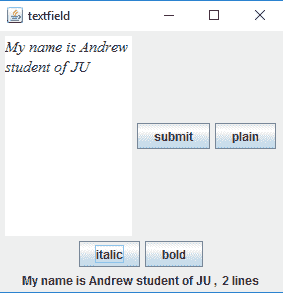 textfield
My name is Andrew
student of JU
submit
plain
italic
bold
My name is Andrew student of JU , 2 lines